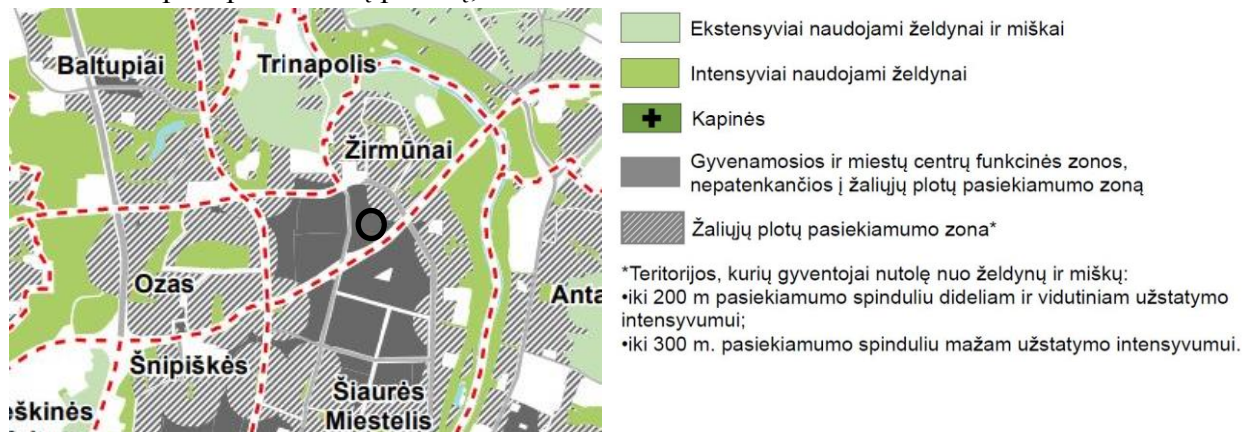 Baltupiai
Trinapolis
Žirmūnai
Ozas
Anta
Šnipiškės
Šiaurės
Miestelis
eškinės
Ekstensyviai naudojami želdynai ir miškai
Intensyviai naudojami želdynai
Kapinės
Gyvenamosios ir miestų centrų funkcinės zonos,
nepatenkančios į žaliųjų plotų pasiekiamumo zoną
Žaliųjų plotų pasiekiamumo zona*
*Teritorijos, kurių gyventojai nutolę nuo želdynų ir miškų:
•iki 200 m pasiekiamumo spinduliu dideliam ir vidutiniam užstatymo
intensyvumui;
•iki 300 m. pasiekiamumo spinduliu mažam užstatymo intensyvumui.